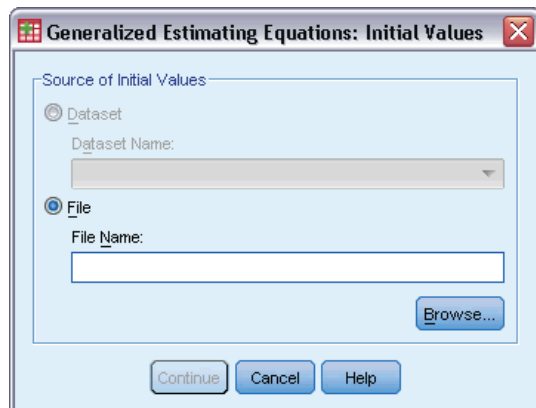 Generalized Estimating Equations: Initial Values
Source of Initial Values
Dataset
Dataset Name:
File
File Name:
Browse...
Continue Cancel Help